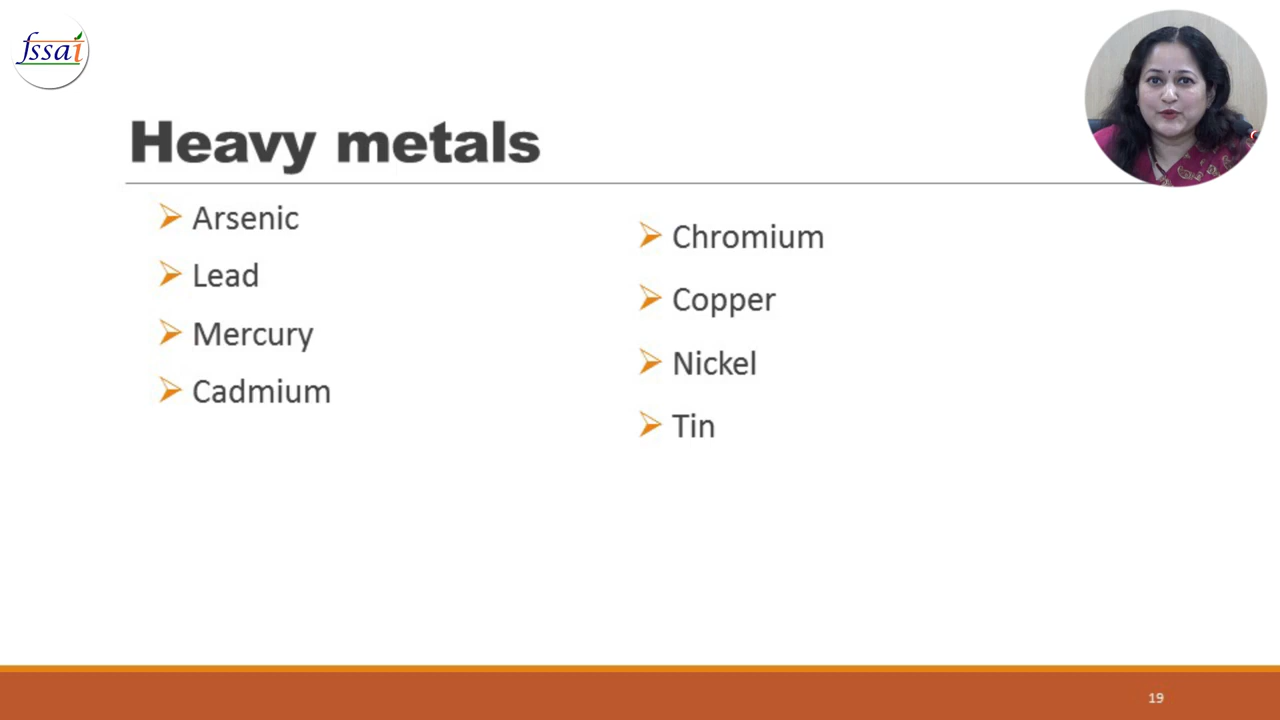 fssai
Heavy metals
Arsenic
Lead
Mercury
Cadmium
Chromium
Copper
Nickel
Tin
19